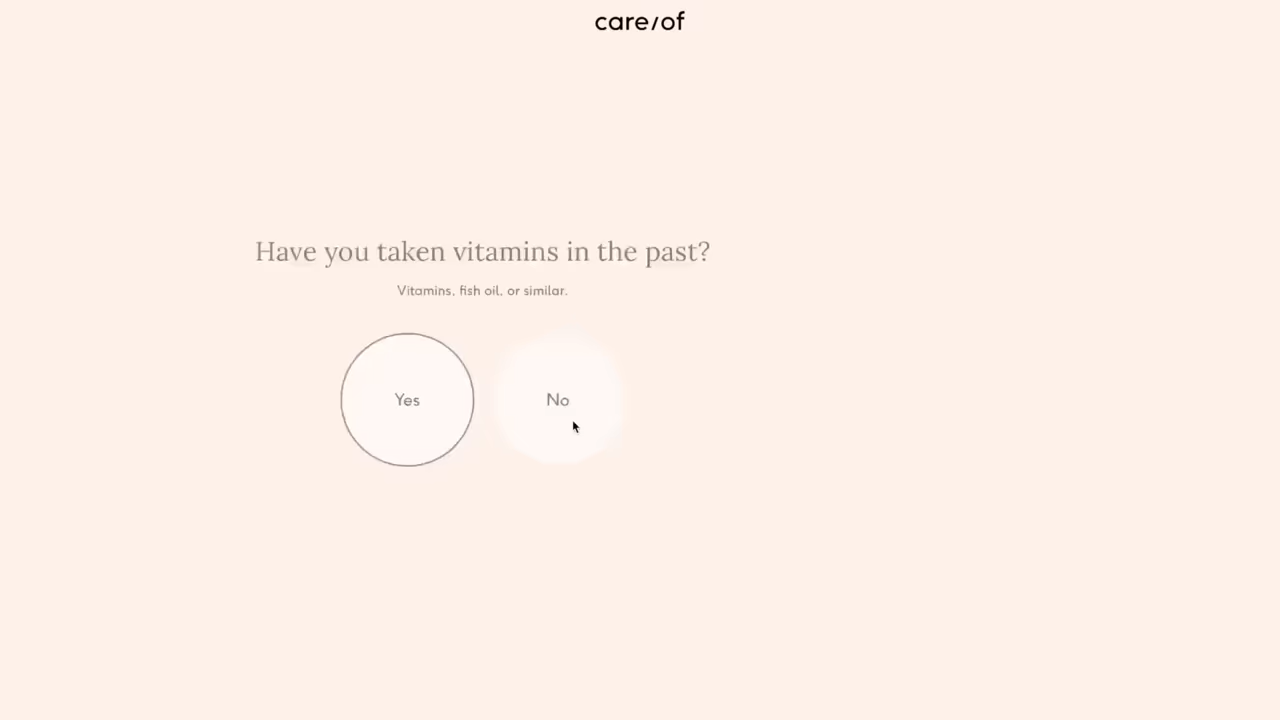 care/of
Have you taken vitamins in the past?
Vitamins, fish oil, or similar.
Yes
No